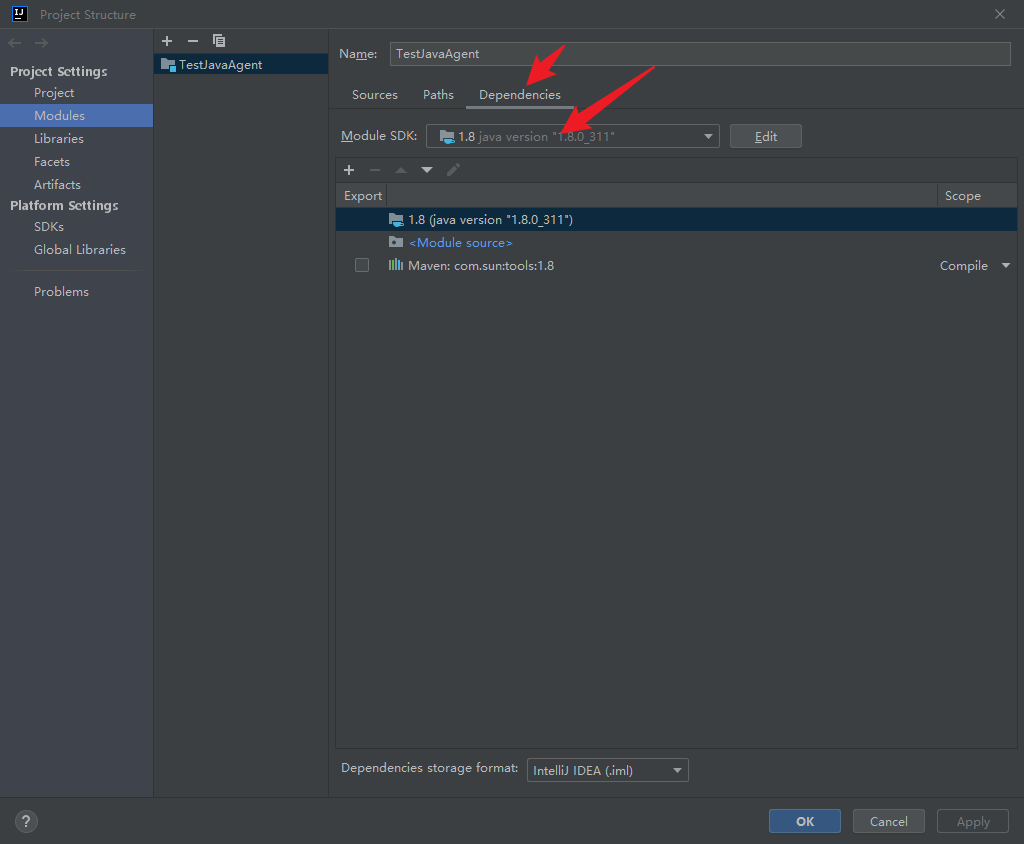 Project Structure
Project Settings
Project
Modules
Libraries
Facets
Artifacts
Platform Settings
SDKs
Global Libraries
Problems
TestJavaAgent
Name: TestJavaAgent
Sources Paths Dependencies
Module SDK: 1.8 java version "1.8.0_311" Edit
Export Scope
1.8 (java version "1.8.0_311")
<Module source>
Maven: com.sun:tools:1.8 Compile
Dependencies storage format: IntelliJ IDEA (.iml)
? OK Cancel Apply